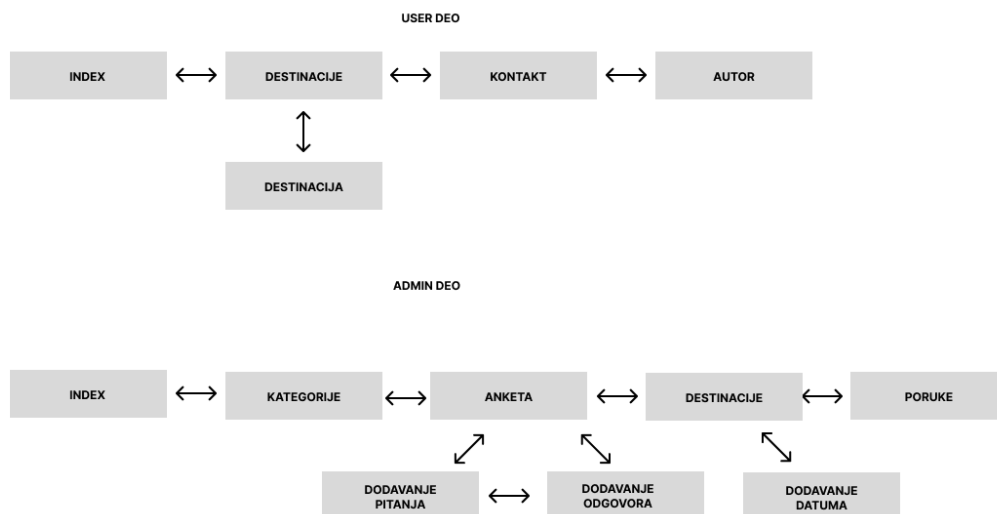 USER DEO
INDEX
DESTINACIJE
KONTAKT
AUTOR
DESTINACIJA
ADMIN DEO
INDEX
KATEGORIJE
ANKETA
DESTINACIJE
PORUKE
DODAVANJE
PITANJA
DODAVANJE
ODGOVORA
DODAVANJE
DATUMA